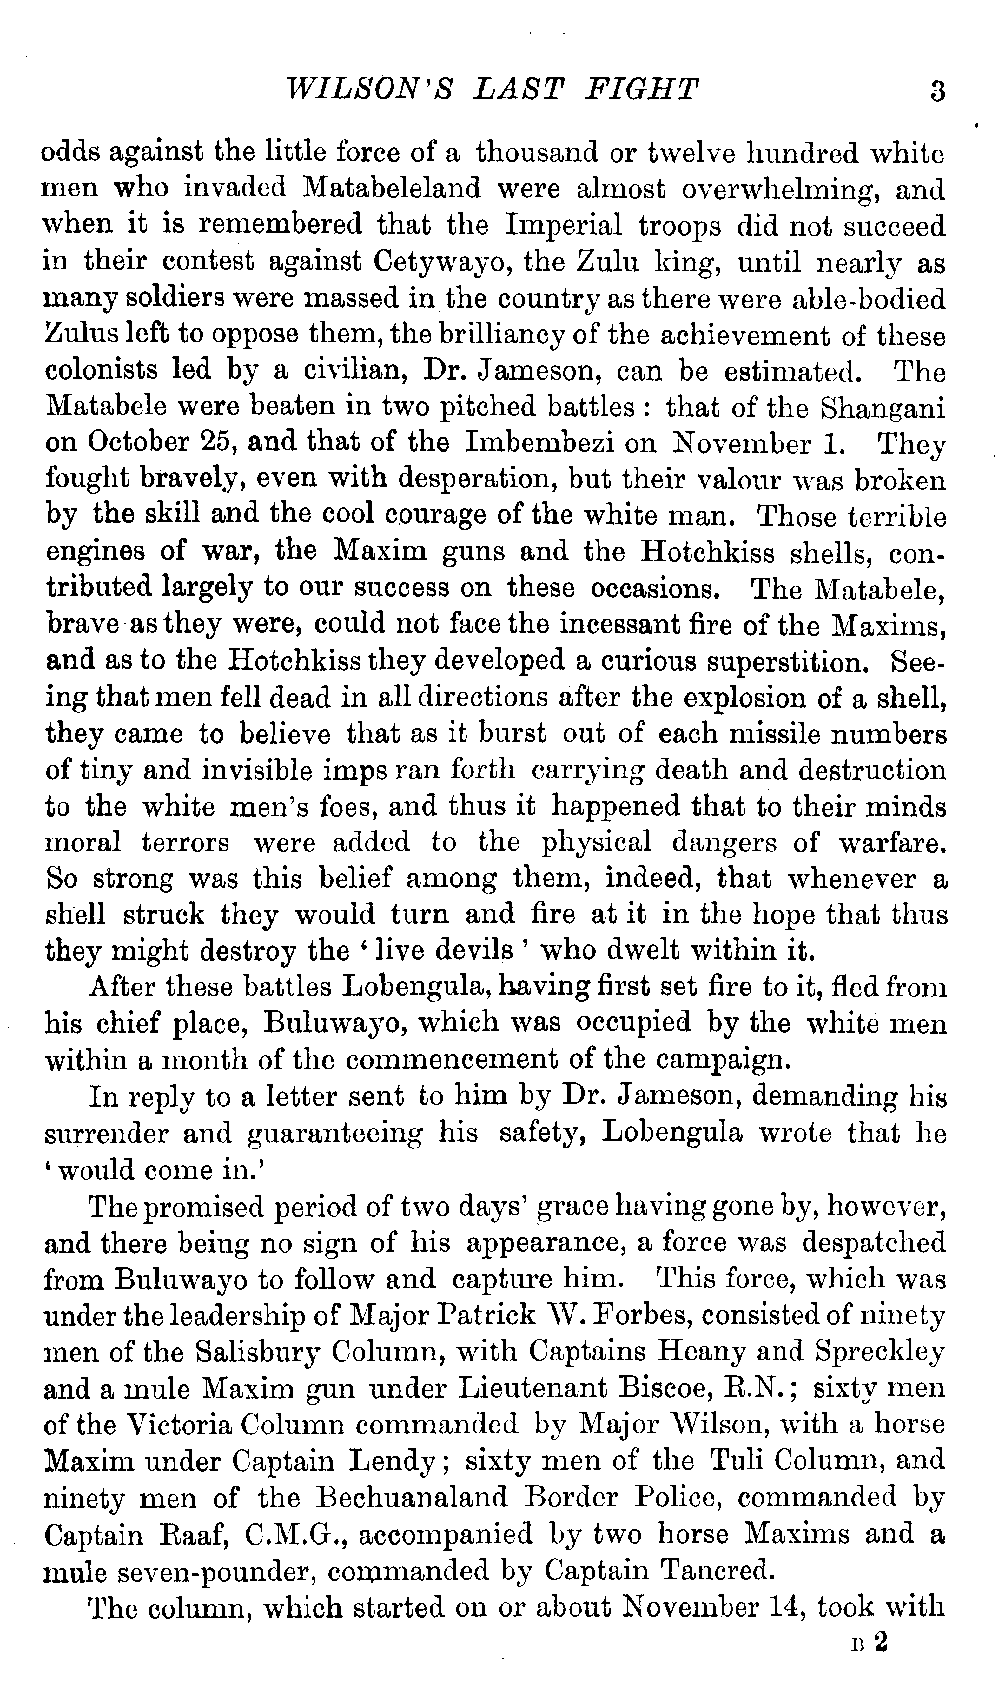 WILSON'S LAST FIGHT 3
odds against the little force of a thousand or twelve hundred white
men who invaded Matabeleland were almost overwhelming, and
when it is remembered that the Imperial troops did not succeed
in their contest against Cetywayo, the Zulu king, until nearly as
many soldiers were massed in the country as there were able-bodied
Zulus left to oppose them, the brilliancy of the achievement of these
colonists led by a civilian, Dr. Jameson, can be estimated. The
Matabele were beaten in two pitched battles: that of the Shangani
on October 25, and that of the Imbembezi on November 1. They
fought bravely, even with desperation, but their valour was broken
by the skill and the cool courage of the white man. Those terrible
engines of war, the Maxim guns and the Hotchkiss shells, con-
tributed largely to our success on these occasions. The Matabele,
brave as they were, could not face the incessant fire of the Maxims,
and as to the Hotchkiss they developed a curious superstition. See-
ing that men fell dead in all directions after the explosion of a shell,
they came to believe that as it burst out of each missile numbers
of tiny and invisible imps ran forth carrying death and destruction
to the white men's foes, and thus it happened that to their minds
moral terrors were added to the physical dangers of warfare.
So strong was this belief among them, indeed, that whenever a
shell struck they would turn and fire at it in the hope that thus
they might destroy the 'live devils' who dwelt within it.
After these battles Lobengula, having first set fire to it, fled from
his chief place, Buluwayo, which was occupied by the white men
within a month of the commencement of the campaign.
In reply to a letter sent to him by Dr. Jameson, demanding his
surrender and guaranteeing his safety, Lobengula wrote that he
'would come in.'
The promised period of two days' grace having gone by, however,
and there being no sign of his appearance, a force was despatched
from Buluwayo to follow and capture him. This force, which was
under the leadership of Major Patrick W. Forbes, consisted of ninety
men of the Salisbury Column, with Captains Heany and Spreckley
and a mule Maxim gun under Lieutenant Biscoe, R.N.; sixty men
of the Victoria Column commanded by Major Wilson, with a horse
Maxim under Captain Lendy; sixty men of the Tuli Column, and
ninety men of the Bechuanaland Border Police, commanded by
Captain Raaf, C.M.G., accompanied by two horse Maxims and a
mule seven-pounder, commanded by Captain Tancred.
The column, which started on or about November 14, took with
B 2